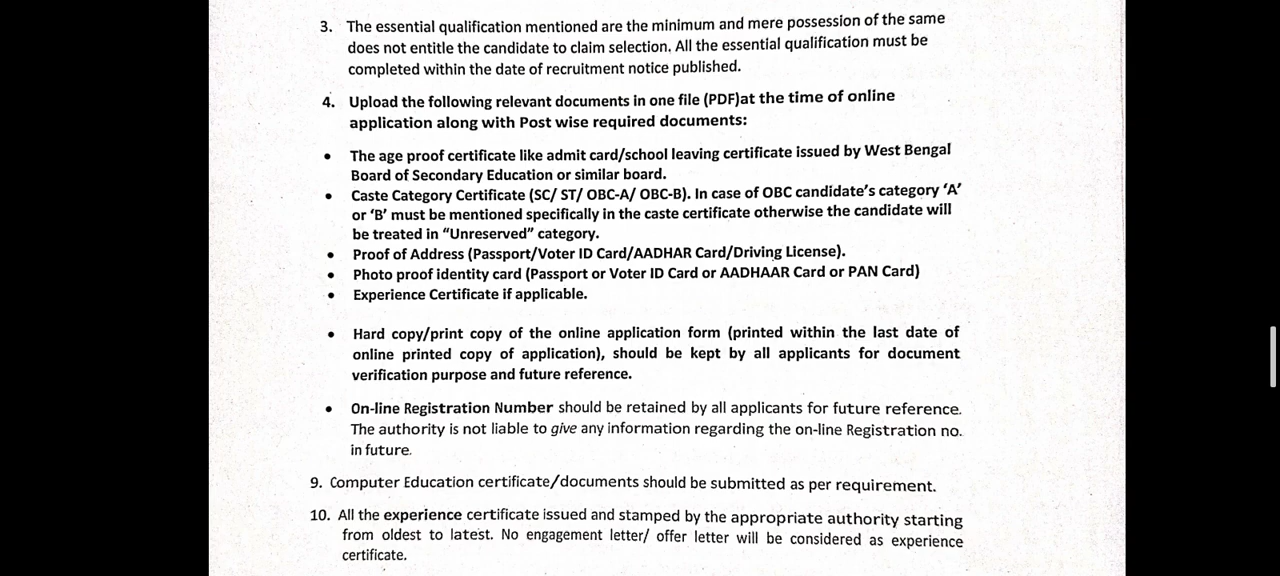 3. The essential qualification mentioned are the minimum and mere possession of the same
does not entitle the candidate to claim selection. All the essential qualification must be
completed within the date of recruitment notice published.
4. Upload the following relevant documents in one file (PDF)at the time of online
application along with Post wise required documents:
• The age proof certificate like admit card/school leaving certificate issued by West Bengal
Board of Secondary Education or similar board.
• Caste Category Certificate (SC/ ST/ OBC-A/ OBC-B). In case of OBC candidate's category 'A'
or 'B' must be mentioned specifically in the caste certificate otherwise the candidate will
be treated in "Unreserved" category.
• Proof of Address (Passport/Voter ID Card/AADHAR Card/Driving License).
• Photo proof identity card (Passport or Voter ID Card or AADHAAR Card or PAN Card)
• Experience Certificate if applicable.
• Hard copy/print copy of the online application form (printed within the last date of
online printed copy of application), should be kept by all applicants for document
verification purpose and future reference.
• On-line Registration Number should be retained by all applicants for future reference.
The authority is not liable to give any information regarding the on-line Registration no.
in future.
9. Computer Education certificate/documents should be submitted as per requirement.
10. All the experience certificate issued and stamped by the appropriate authority starting
from oldest to latest. No engagement letter/ offer letter will be considered as experience
certificate.